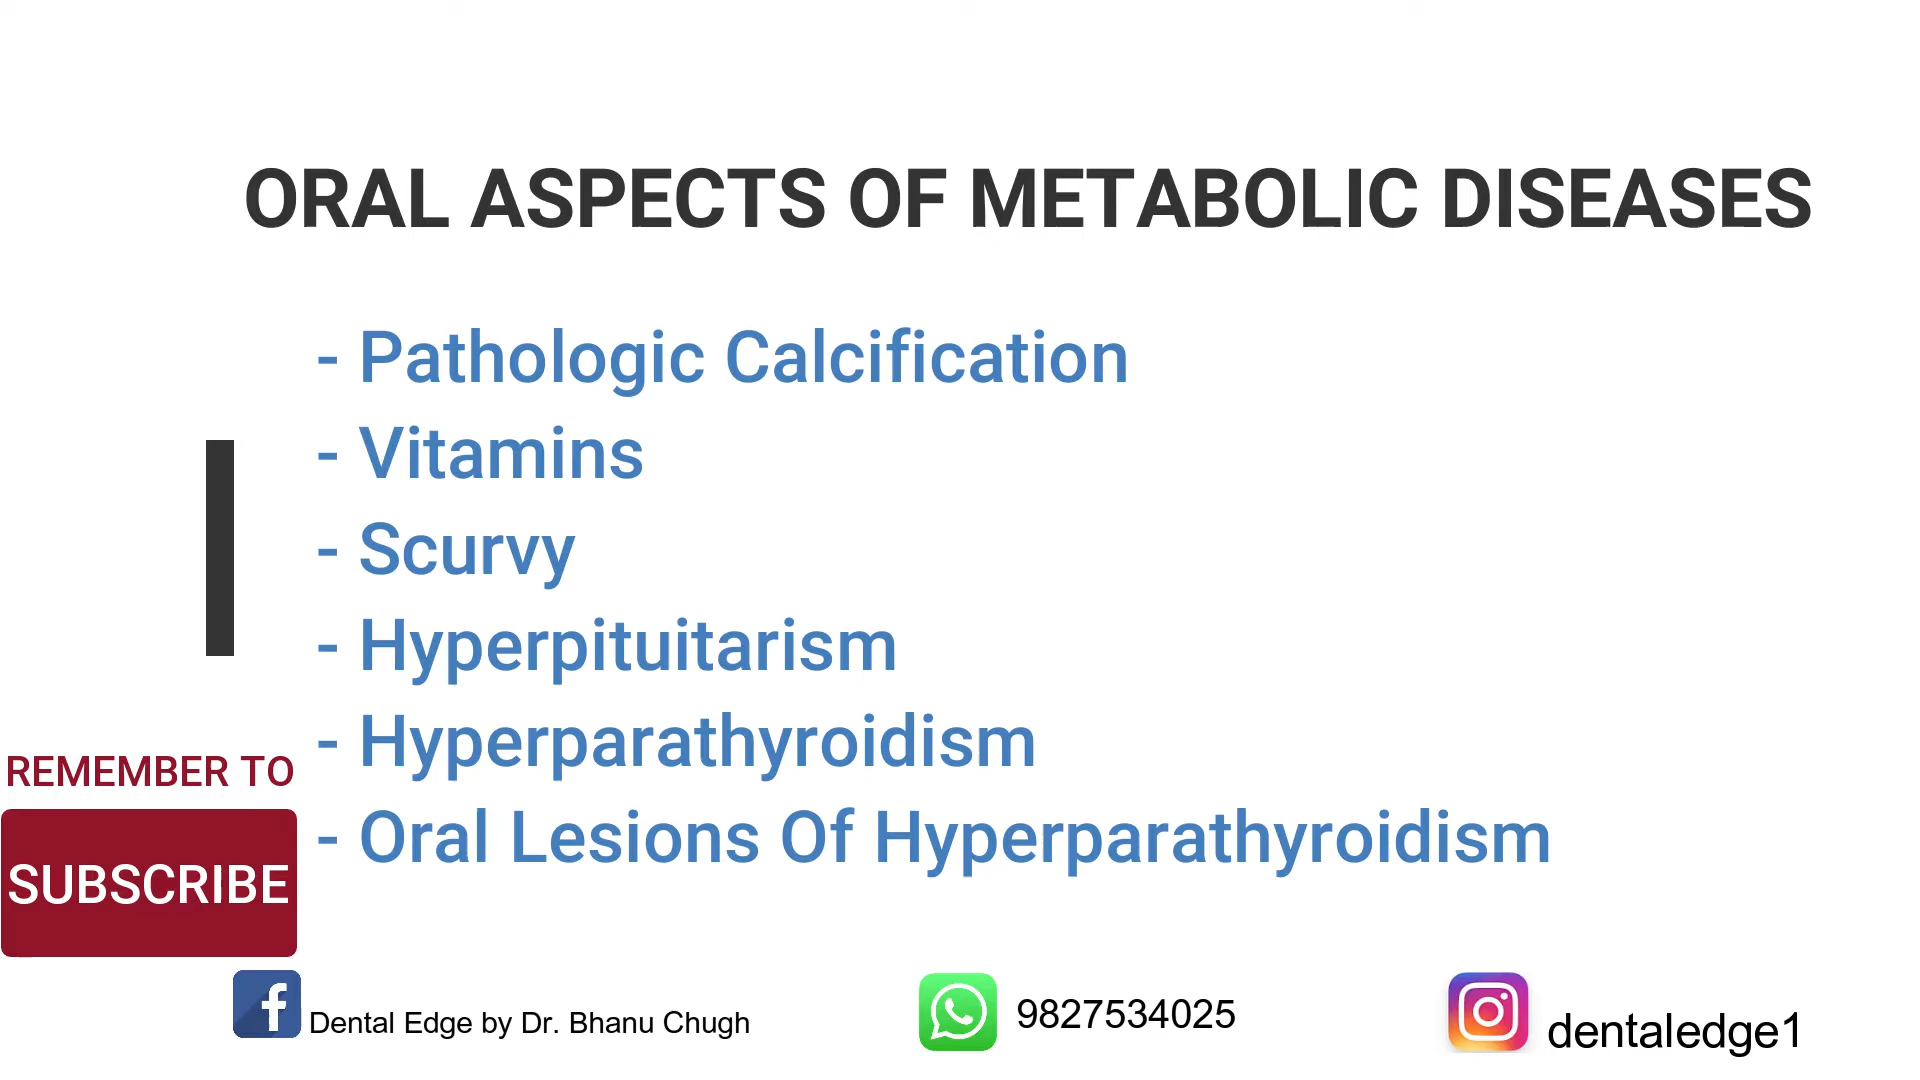 ORAL ASPECTS OF METABOLIC DISEASES
- Pathologic Calcification
- Vitamins
- Scurvy
- Hyperpituitarism
- Hyperparathyroidism
- Oral Lesions Of Hyperparathyroidism
REMEMBER TO
SUBSCRIBE
Dental Edge by Dr. Bhanu Chugh
9827534025
dentaledge1